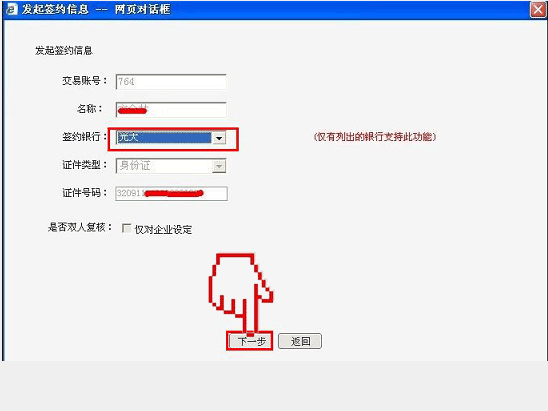 发起签约信息 -- 网页对话框
发起签约信息
交易账号： 764
名称：
签约银行： 光大 (仅有列出的银行支持此功能)
证件类型： 身份证
证件号码： 32091
是否双人复核： 仅对企业设定
下一步 返回